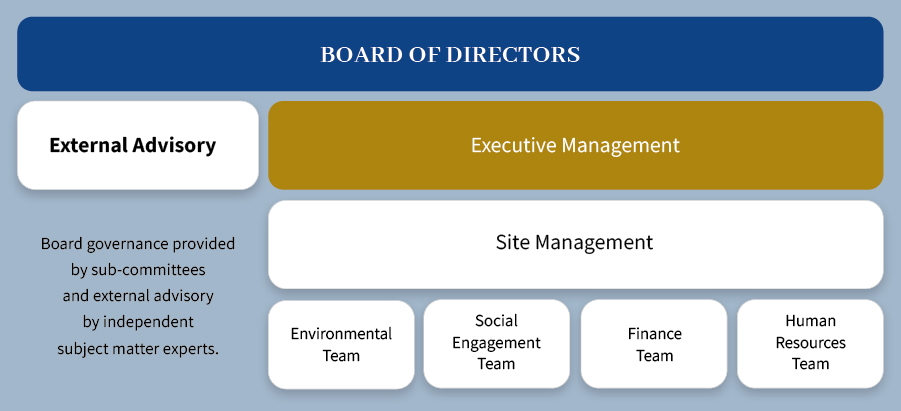 BOARD OF DIRECTORS
External Advisory
Executive Management
Board governance provided
by sub-committees
and external advisory
by independent
subject matter experts.
Site Management
Environmental
Team
Social
Engagement
Team
Finance
Team
Human
Resources
Team